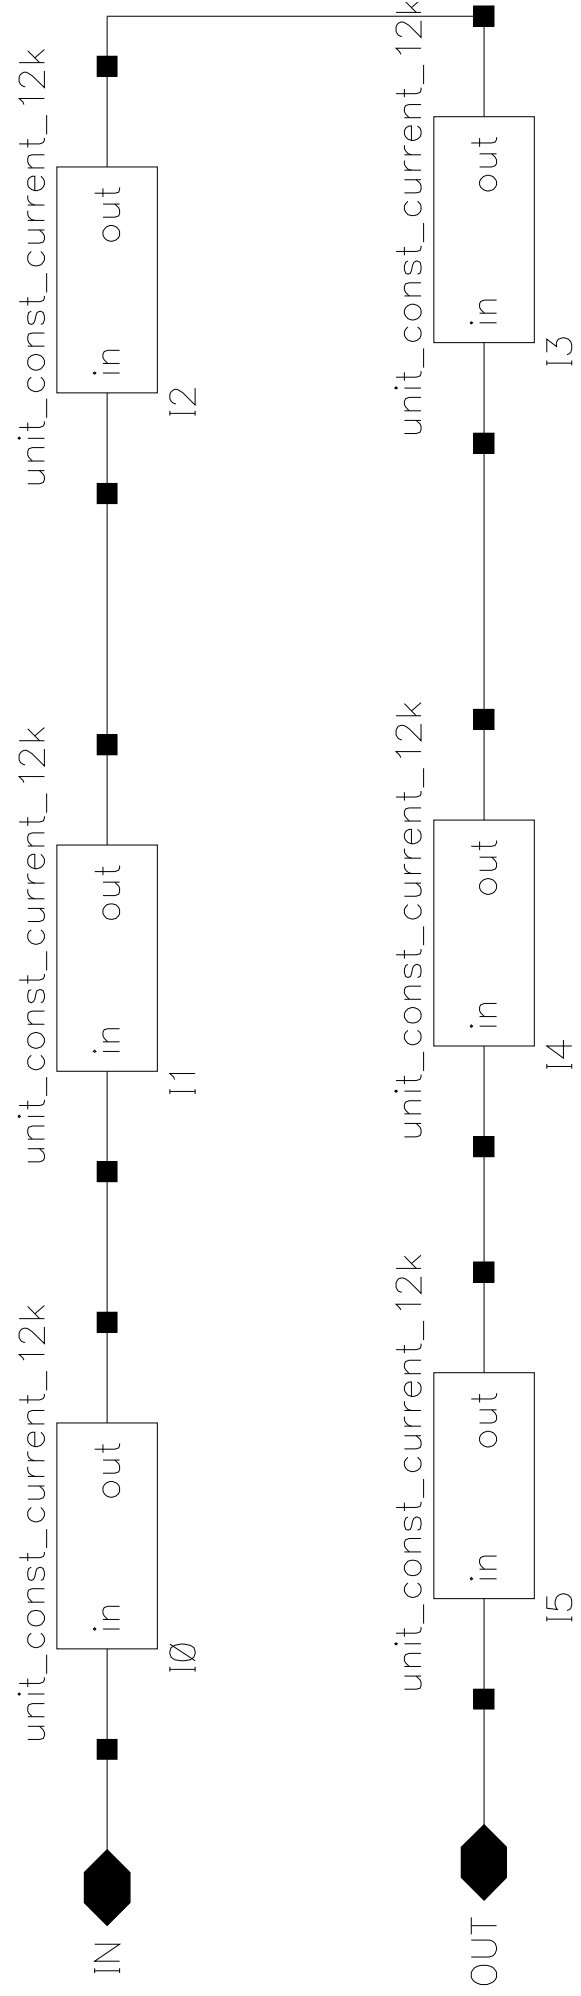 unit_const_current_12k
in
out
I0
unit_const_current_12k
in
out
I1
unit_const_current_12k
in
out
I2
IN
unit_const_current_12k
in
out
I5
unit_const_current_12k
in
out
I4
unit_const_current_12k
in
out
I3
OUT